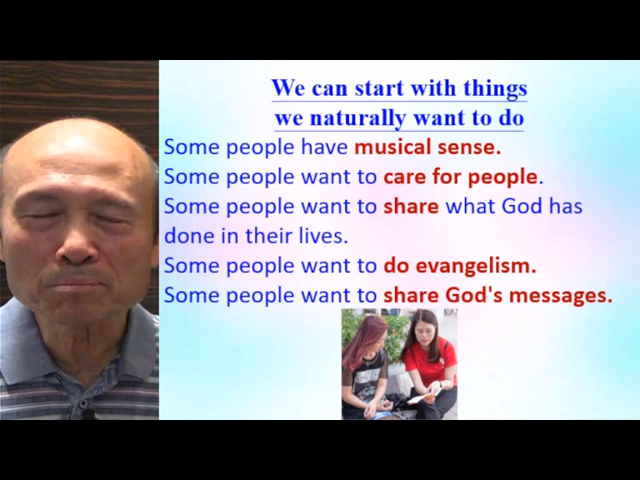 We can start with things
we naturally want to do
Some people have musical sense.
Some people want to care for people.
Some people want to share what God has
done in their lives.
Some people want to do evangelism.
Some people want to share God's messages.